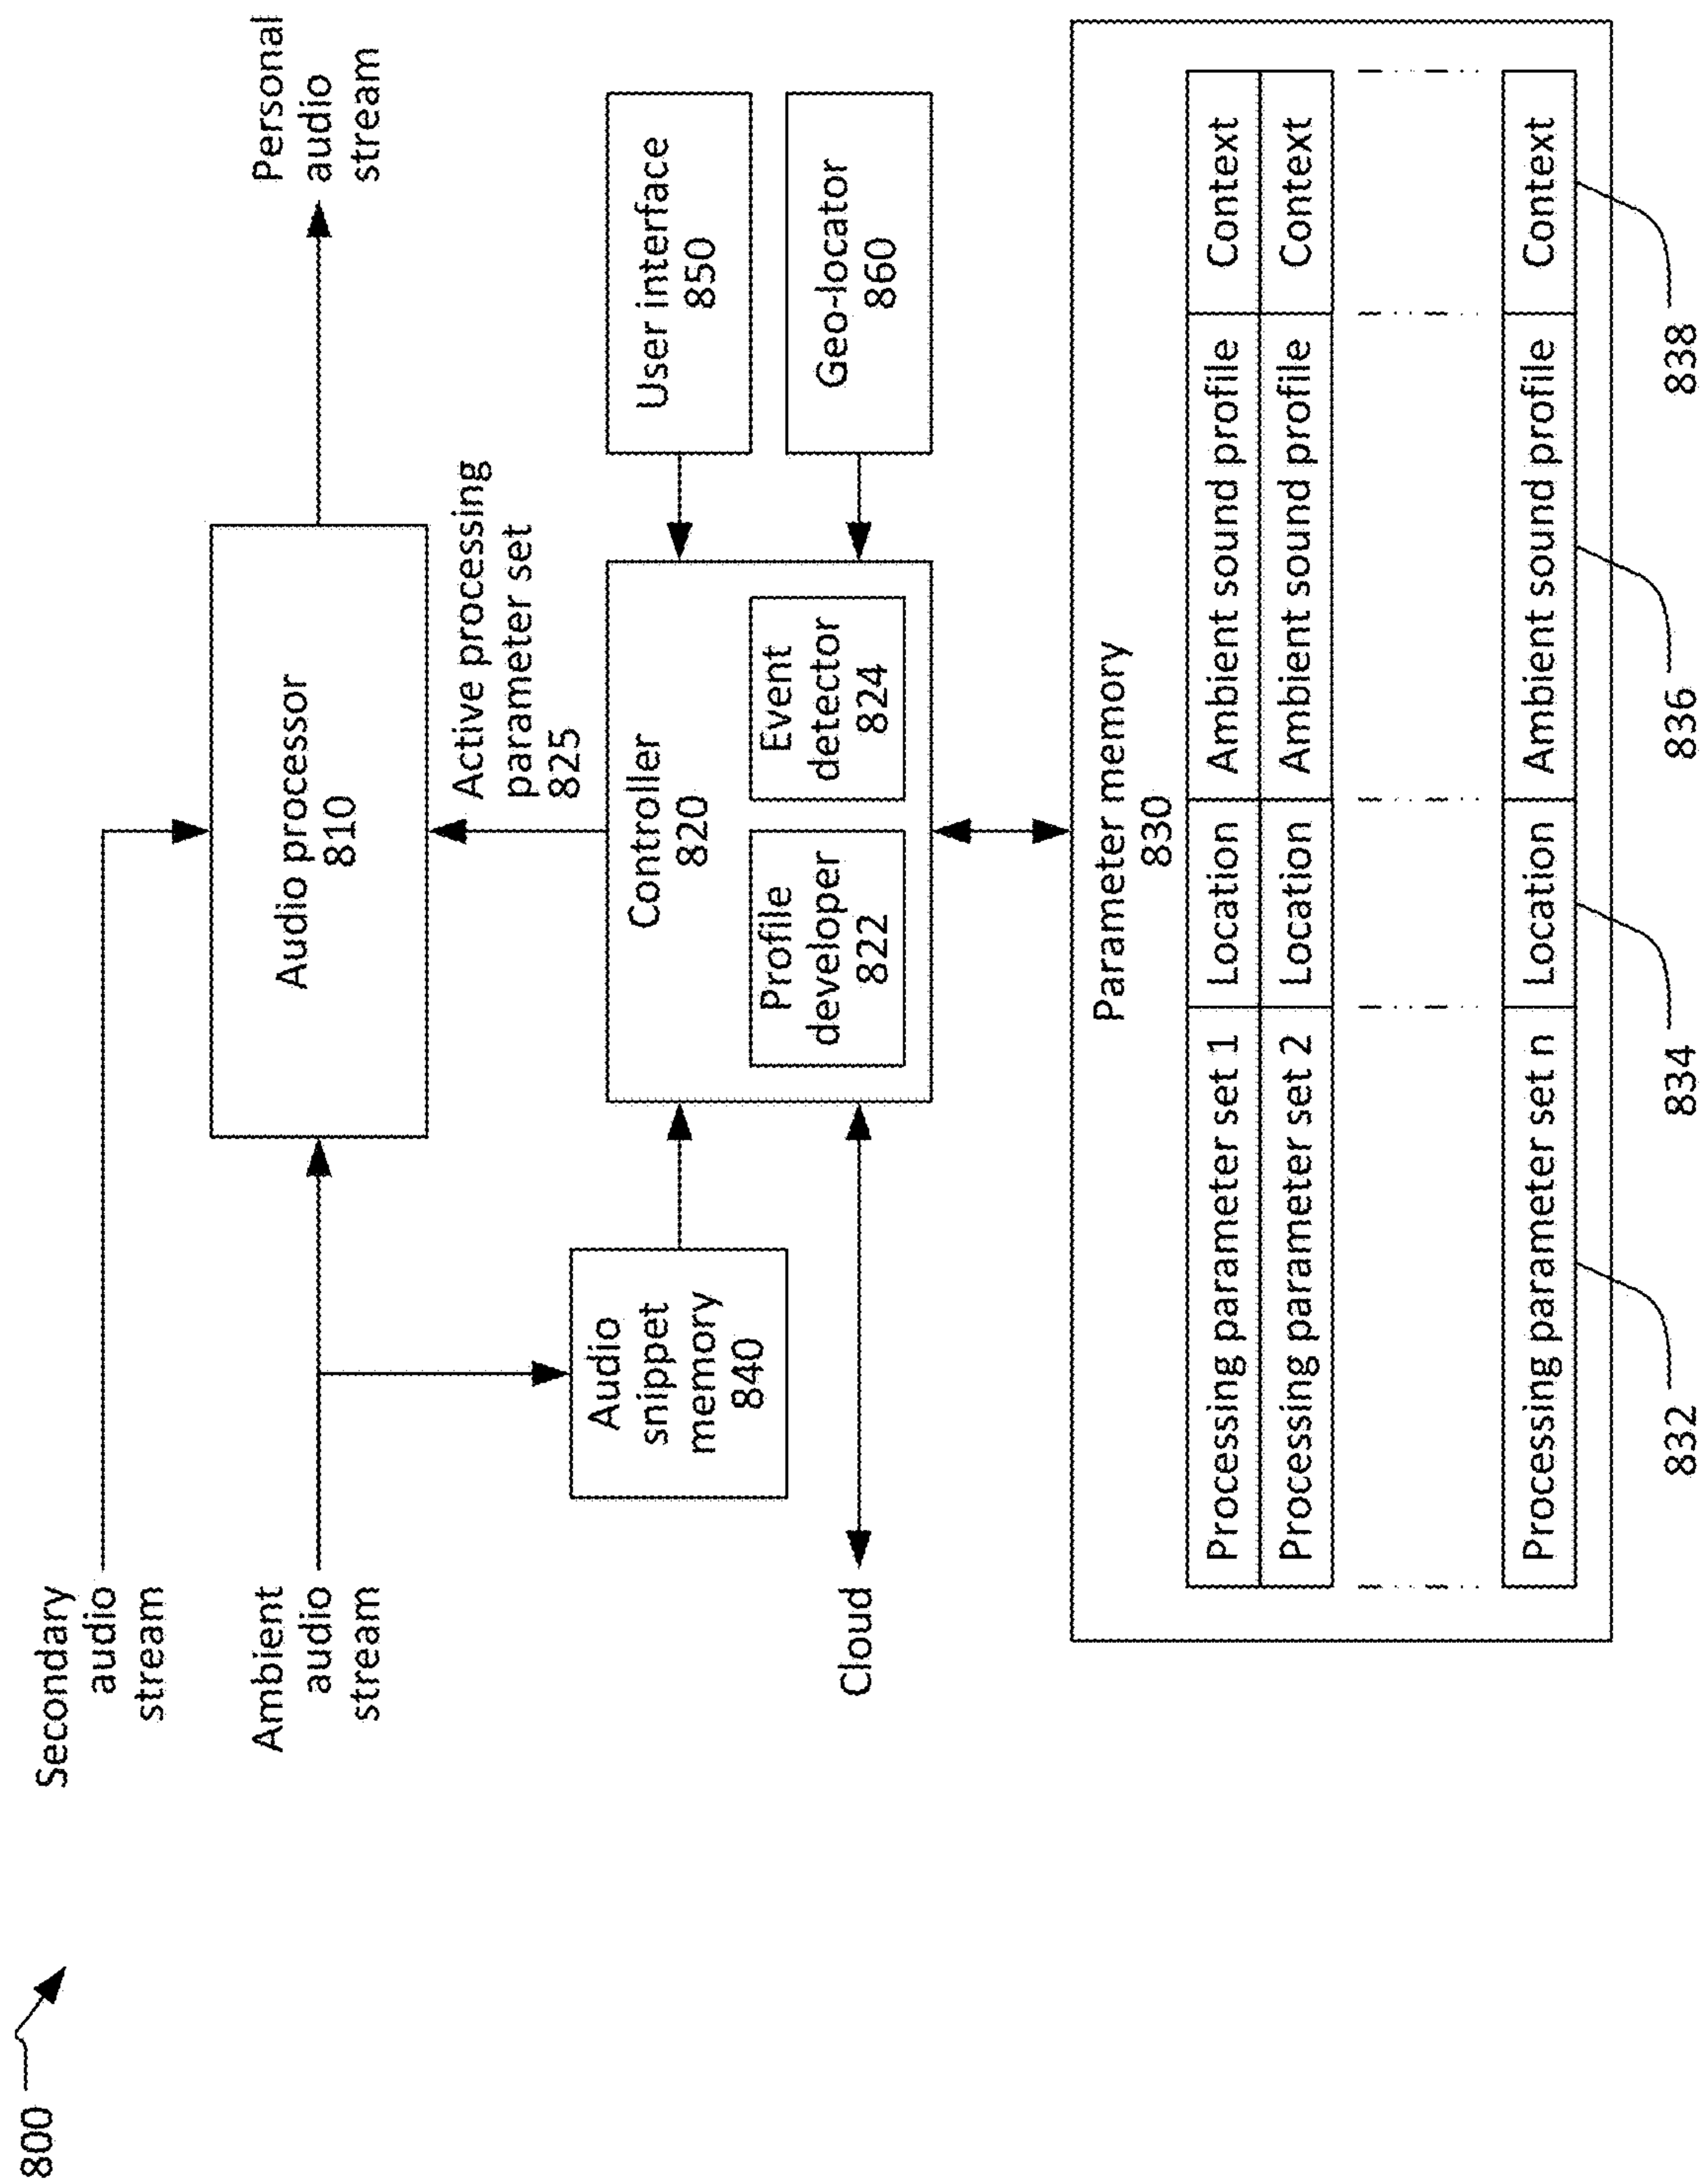 800
Secondary
audio
stream
Ambient
audio
stream
Personal
audio
stream
Audio processor
810
Active processing
parameter set
825
Audio
snippet
memory
840
Controller
820
Profile
developer
822
Event
detector
824
User interface
850
Geo-locator
860
Cloud
Parameter memory
830
Processing parameter set 1 Location Ambient sound profile Context
Processing parameter set 2 Location Ambient sound profile Context
Processing parameter set n Location Ambient sound profile Context
832 834 836 838